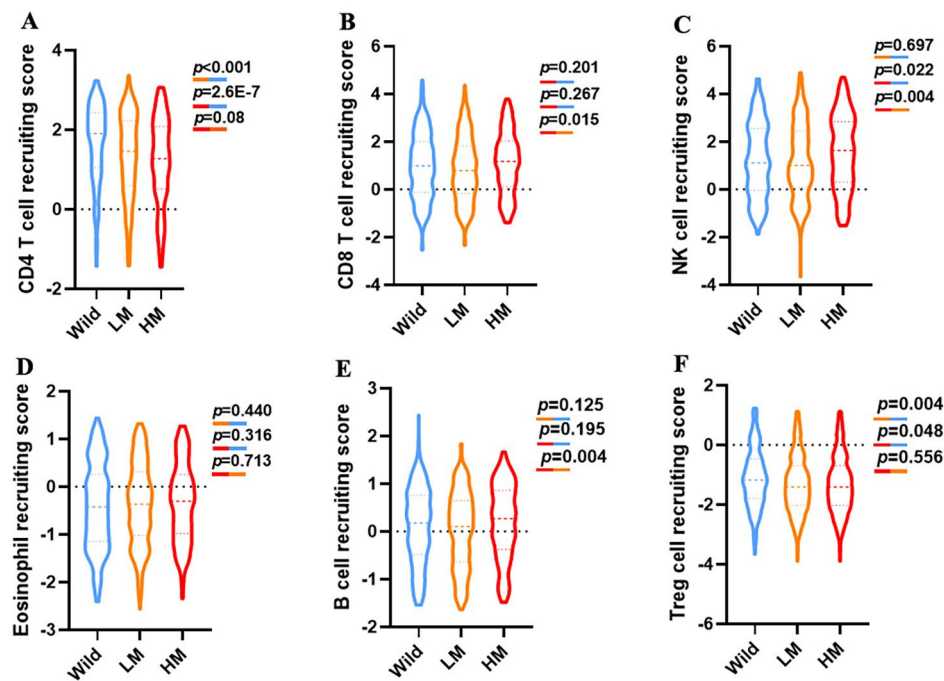 A
CD4 T cell recruiting score
4
2
0
-2
Wild
LM
HM
p<0.001
p=2.6E-7
p=0.08
B
CD8 T cell recruiting score
6
4
2
0
-2
-4
Wild
LM
HM
p=0.201
p=0.267
p=0.015
C
NK cell recruiting score
6
4
2
0
-2
-4
Wild
LM
HM
p=0.697
p=0.022
p=0.004
D
Eosinophil recruiting score
2
1
0
-1
-2
-3
Wild
LM
HM
p=0.440
p=0.316
p=0.713
E
B cell recruiting score
3
2
1
0
-1
-2
Wild
LM
HM
p=0.125
p=0.195
p=0.004
F
Treg cell recruiting score
2
0
-2
-4
-6
Wild
LM
HM
p=0.004
p=0.048
p=0.556